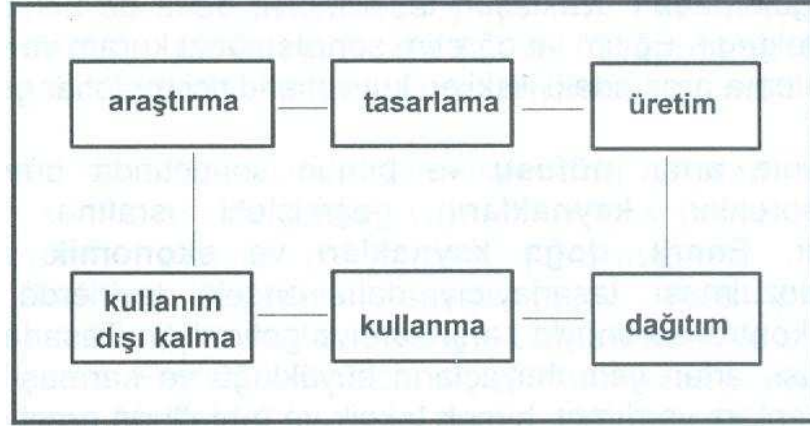 araştırma
tasarlama
üretim
kullanım
dışı kalma
kullanma
dağıtım